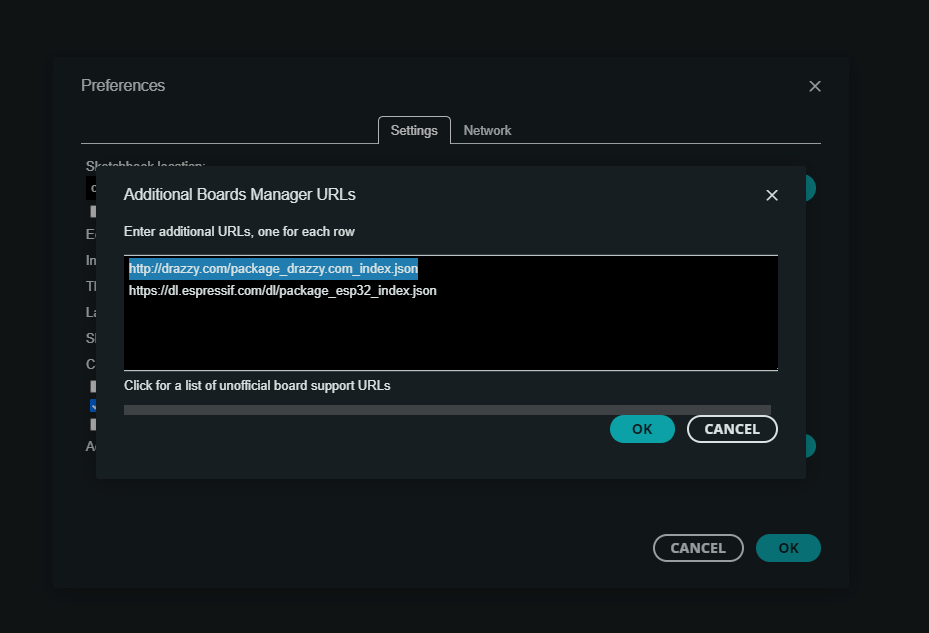 Preferences
Settings
Network
Sketchbook location:
Additional Boards Manager URLs
Enter additional URLs, one for each row
http://drazzy.com/package_drazzy.com_index.json
https://dl.espressif.com/dl/package_esp32_index.json
Click for a list of unofficial board support URLs
OK
CANCEL
CANCEL
OK